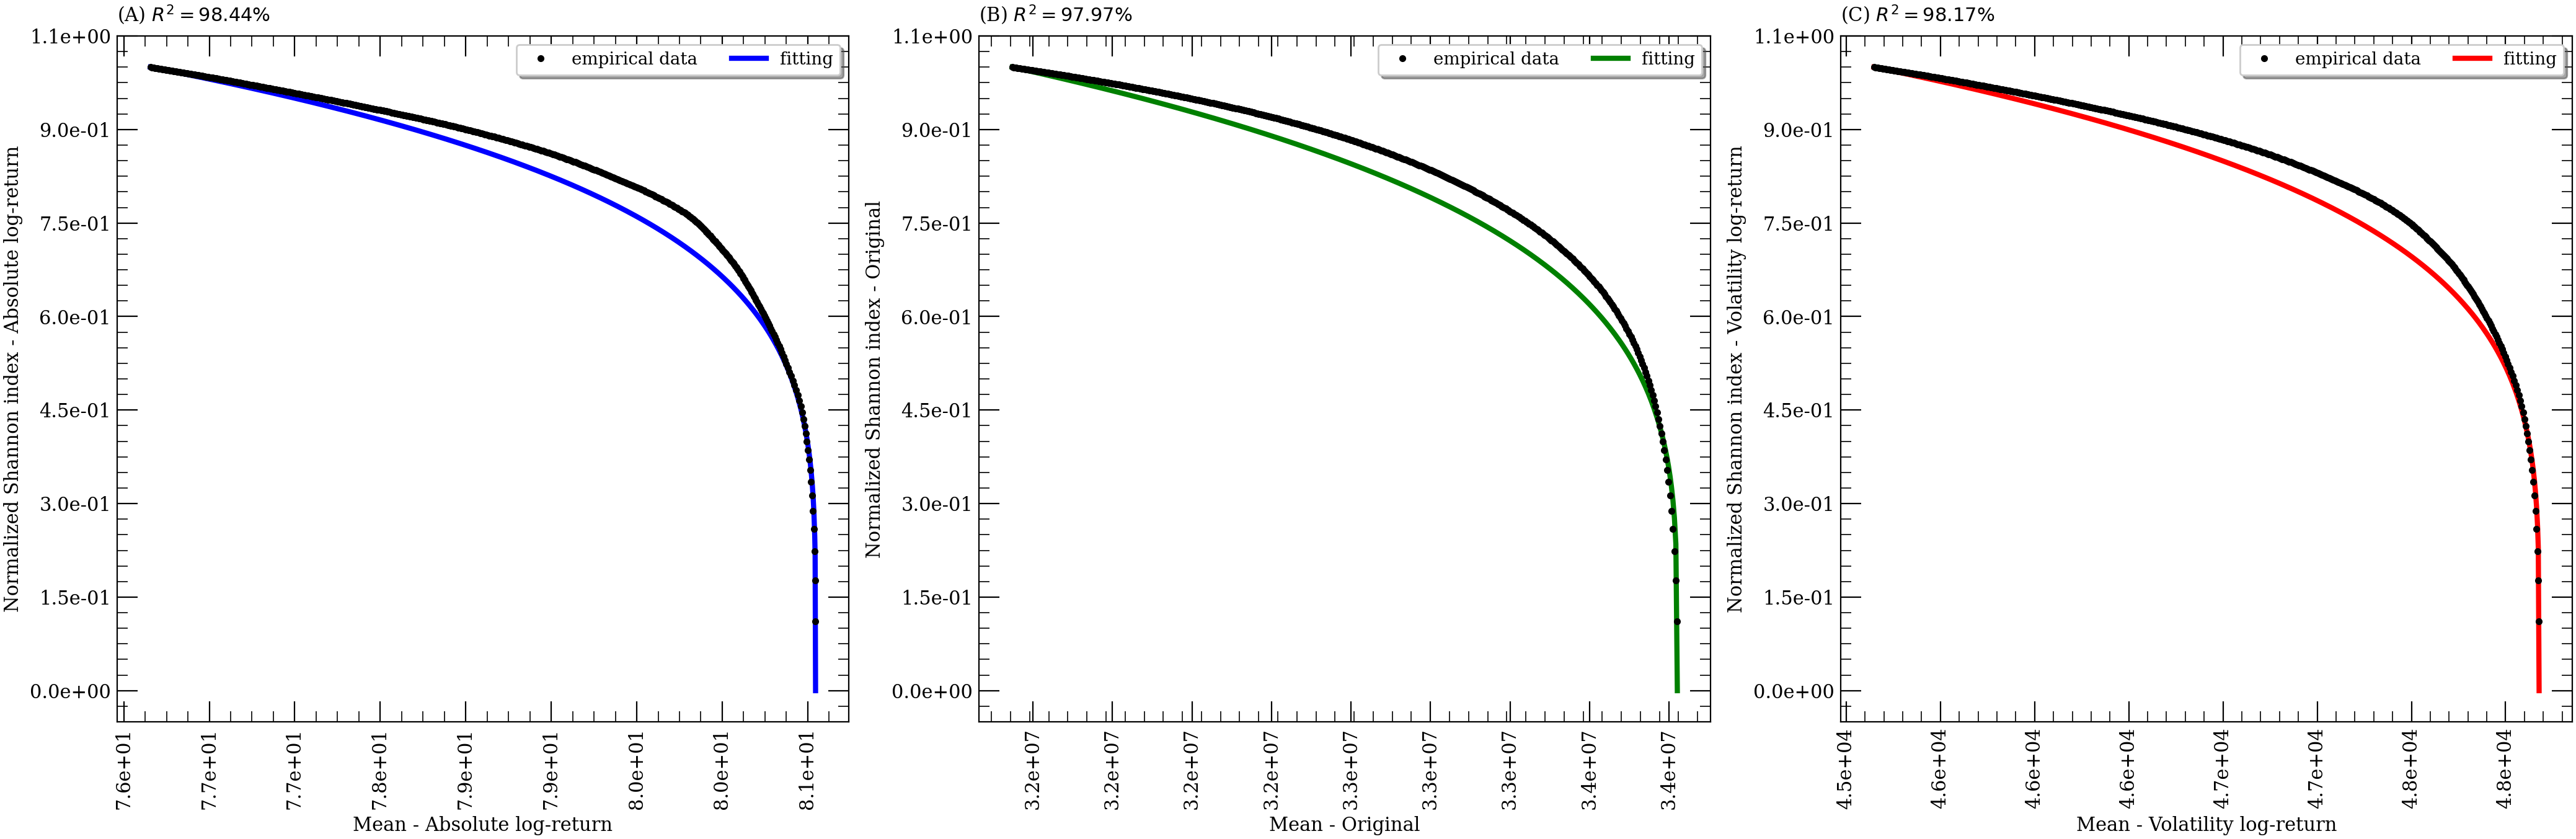 (A) R² = 98.44%
empirical data fitting
1.1e+00
9.0e-01
7.5e-01
6.0e-01
4.5e-01
3.0e-01
1.5e-01
0.0e+00
Normalized Shannon index - Absolute log-return
7.6e+01 7.7e+01 7.7e+01 7.8e+01 7.9e+01 7.9e+01 8.0e+01 8.0e+01 8.1e+01
Mean - Absolute log-return
(B) R² = 97.97%
empirical data fitting
1.1e+00
9.0e-01
7.5e-01
6.0e-01
4.5e-01
3.0e-01
1.5e-01
0.0e+00
Normalized Shannon index - Original
3.2e+07 3.2e+07 3.2e+07 3.2e+07 3.3e+07 3.3e+07 3.3e+07 3.4e+07 3.4e+07
Mean - Original
(C) R² = 98.17%
empirical data fitting
1.1e+00
9.0e-01
7.5e-01
6.0e-01
4.5e-01
3.0e-01
1.5e-01
0.0e+00
Normalized Shannon index - Volatility log-return
4.5e+04 4.6e+04 4.6e+04 4.7e+04 4.7e+04 4.7e+04 4.8e+04 4.8e+04
Mean - Volatility log-return